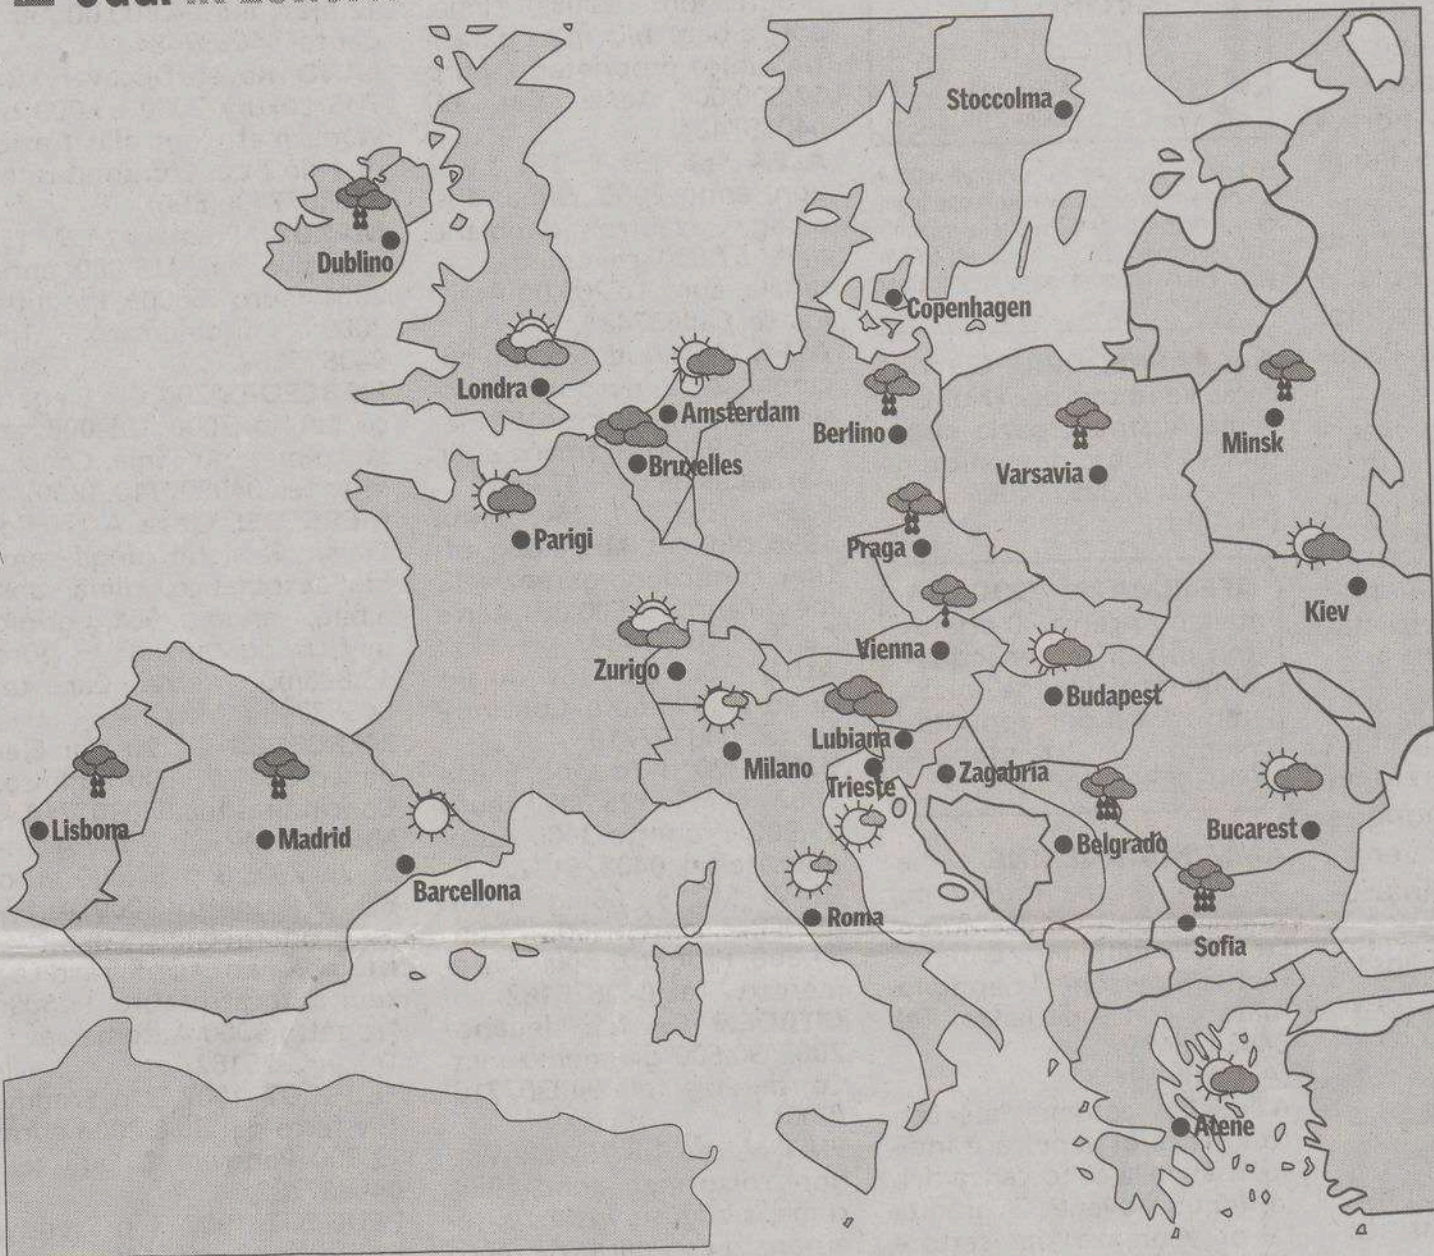 Stoccolma
Dublino
Copenhagen
Londra
Amsterdam
Berlino
Minsk
Bruxelles
Varsavia
Parigi
Praga
Kiev
Vienna
Zurigo
Budapest
Lubiana
Milano
Zagabria
Trieste
Lisbona
Madrid
Bucarest
Belgrado
Barcellona
Roma
Sofia
Atene